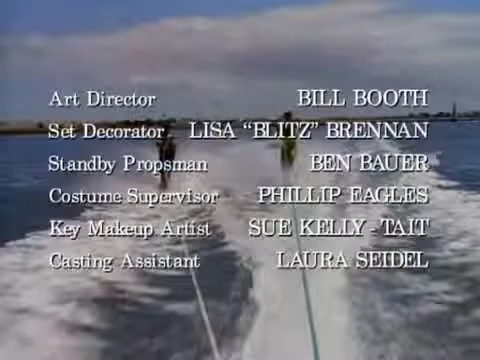 Art Director BILL BOOTH
Set Decorator LISA “BLITZ” BRENNAN
Standby Propsman BEN BAUER
Costume Supervisor PHILLIP EAGLES
Key Makeup Artist SUE KELLY-TAIT
Casting Assistant LAURA SEIDEL